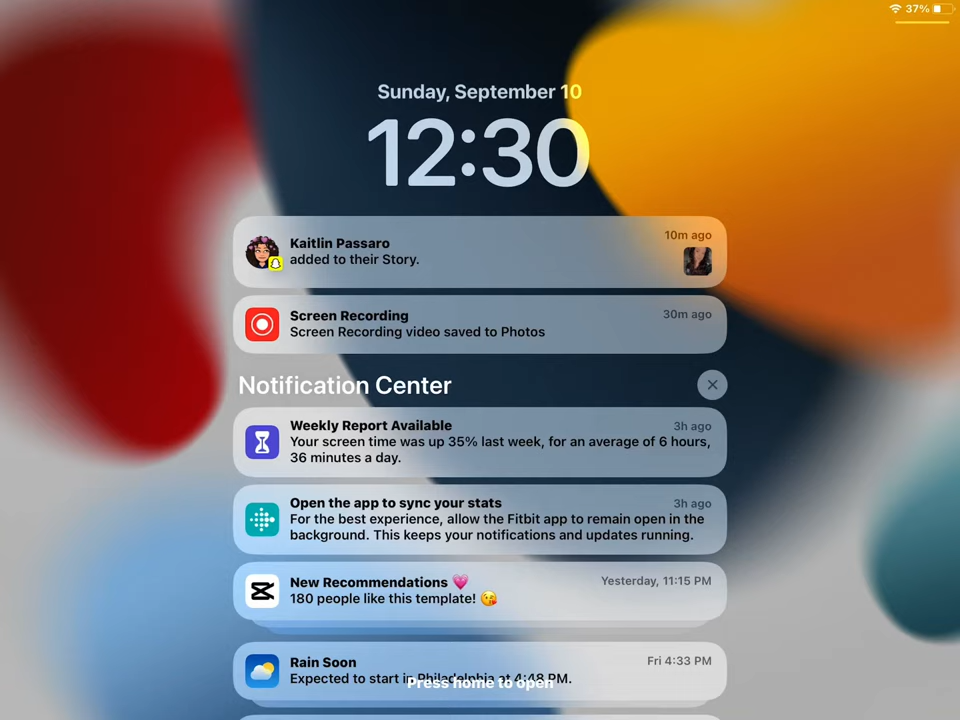 37%
Sunday, September 10
12:30
Kaitlin Passaro
10m ago
added to their Story.
Screen Recording
30m ago
Screen Recording video saved to Photos
Notification Center
Weekly Report Available
3h ago
Your screen time was up 35% last week, for an average of 6 hours,
36 minutes a day.
Open the app to sync your stats
3h ago
For the best experience, allow the Fitbit app to remain open in the
background. This keeps your notifications and updates running.
New Recommendations 💗
Yesterday, 11:15 PM
180 people like this template! 😘
Rain Soon
Fri 4:33 PM
Expected to start in Philadelphia at 4:48 PM.
Press home to open